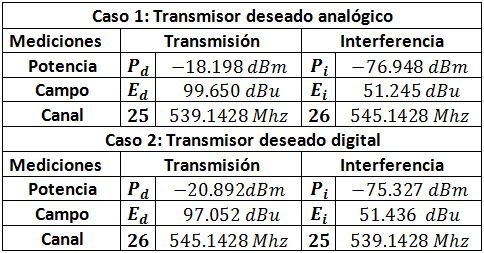 Caso 1: Transmisor deseado analógico
Mediciones Transmisión Interferencia
Potencia P_d −18.198 dBm P_i −76.948 dBm
Campo E_d 99.650 dBu E_i 51.245 dBu
Canal 25 539.1428 Mhz 26 545.1428 Mhz
Caso 2: Transmisor deseado digital
Mediciones Transmisión Interferencia
Potencia P_d −20.892dBm P_i −75.327 dBm
Campo E_d 97.052 dBu E_i 51.436 dBu
Canal 26 545.1428 Mhz 25 539.1428 Mhz